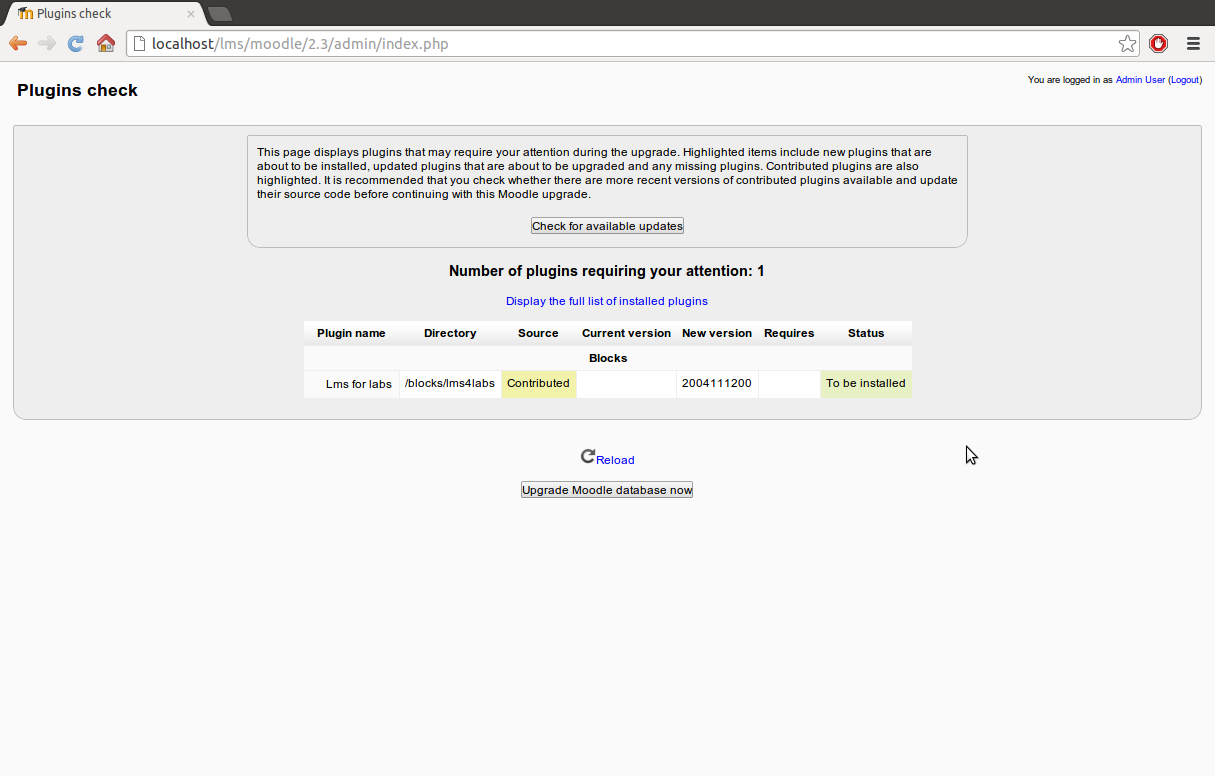 Plugins check
localhost/lms/moodle/2.3/admin/index.php
You are logged in as Admin User (Logout)
Plugins check
This page displays plugins that may require your attention during the upgrade. Highlighted items include new plugins that are
about to be installed, updated plugins that are about to be upgraded and any missing plugins. Contributed plugins are also
highlighted. It is recommended that you check whether there are more recent versions of contributed plugins available and update
their source code before continuing with this Moodle upgrade.
Check for available updates
Number of plugins requiring your attention: 1
Display the full list of installed plugins
Plugin name Directory Source Current version New version Requires Status
Blocks
Lms for labs /blocks/lms4labs Contributed 2004111200 To be installed
Reload
Upgrade Moodle database now